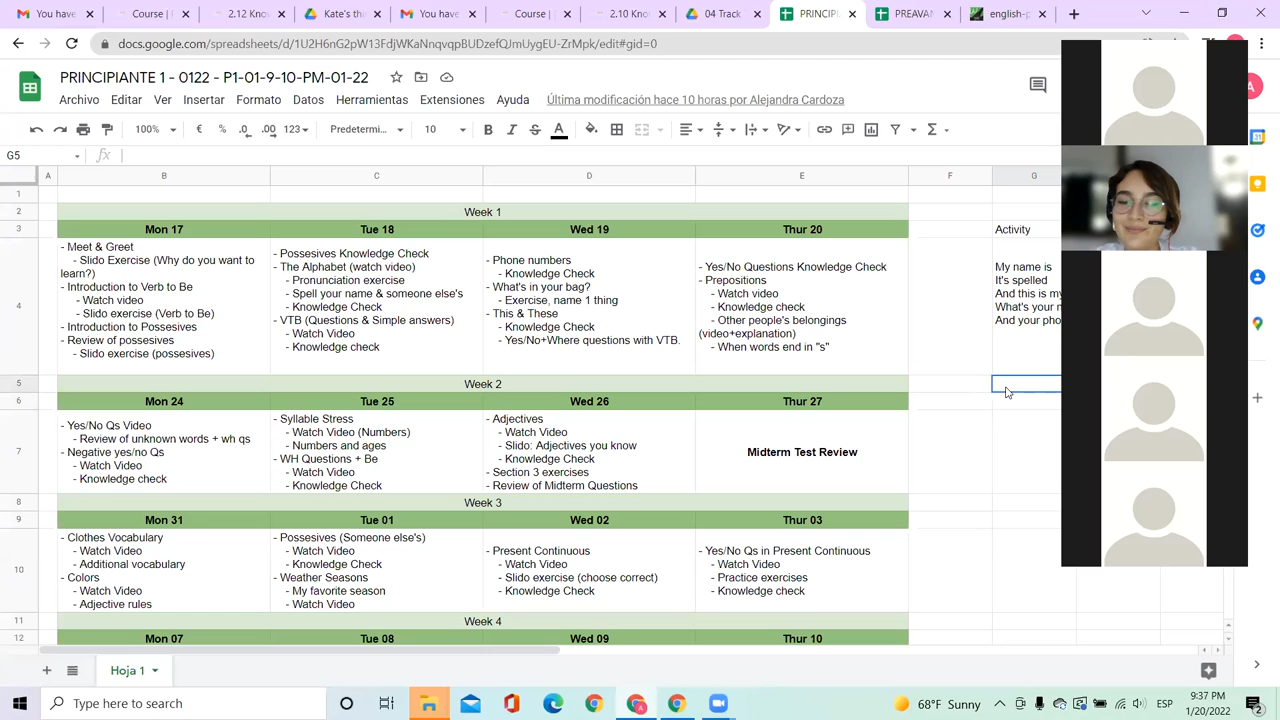 You have
Course |
2.12 Kno
Kate's th
You have
Course |
2.10 Kno
04 Track
PRINCIPI
PREAVAN
english-p
docs.google.com/spreadsheets/d/
/edit#gid=0
PRINCIPIANTE 1 - 0122 - P1-01-9-10-PM-01-22
Archivo Editar Ver Insertar Formato Datos Herramientas Extensiones Ayuda Última modificación hace 10 horas por Alejandra Cardoza
100% € % .0 .00 123 Predetermi... 10 B I S A Σ
G5 fx
A B C D E F G
1
2 Week 1
3 Mon 17 Tue 18 Wed 19 Thur 20 Activity
4
- Meet & Greet
- Slido Exercise (Why do you want to
learn?)
- Introduction to Verb to Be
- Watch video
- Slido exercise (Verb to Be)
- Introduction to Possesives
- Review of possesives
- Slido exercise (possesives)
- Possesives Knowledge Check
- The Alphabet (watch video)
- Pronunciation exercise
- Spell your name & someone else's
- Knowledge Check
- VTB (Questions & Simple answers)
- Watch Video
- Knowledge check
- Phone numbers
- Knowledge Check
- What's in your bag?
- Exercise, name 1 thing
- This & These
- Knowledge Check
- Yes/No+Where questions with VTB.
- Yes/No Questions Knowledge Check
- Prepositions
- Watch video
- Knowledge check
- Other people's belongings
(video+explanation)
- When words end in "s"
My name is
It's spelled
And this is my
What's your n
And your pho
5 Week 2
6 Mon 24 Tue 25 Wed 26 Thur 27
7
- Yes/No Qs Video
- Review of unknown words + wh qs
- Negative yes/no Qs
- Watch Video
- Knowledge check
- Syllable Stress
- Watch Video (Numbers)
- Numbers and ages
- WH Questions + Be
- Watch Video
- Knowledge Check
- Adjectives
- Watch Video
- Slido: Adjectives you know
- Knowledge Check
- Section 3 exercises
- Review of Midterm Questions
Midterm Test Review
8 Week 3
9 Mon 31 Tue 01 Wed 02 Thur 03
10
- Clothes Vocabulary
- Watch Video
- Additional vocabulary
- Colors
- Watch Video
- Adjective rules
- Possesives (Someone else's)
- Watch Video
- Knowledge Check
- Weather Seasons
- My favorite season
- Watch Video
- Present Continuous
- Watch Video
- Slido exercise (choose correct)
- Knowledge Check
- Yes/No Qs in Present Continuous
- Watch Video
- Practice exercises
- Knowledge check
11 Week 4
12 Mon 07 Tue 08 Wed 09 Thur 10
Hoja 1
Type here to search
68°F Sunny
ESP
9:37 PM
1/20/2022
2